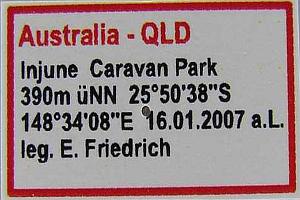 Australia - QLD
Injune Caravan Park
390m üNN 25°50'38"S
148°34'08"E 16.01.2007 a.L.
leg. E. Friedrich